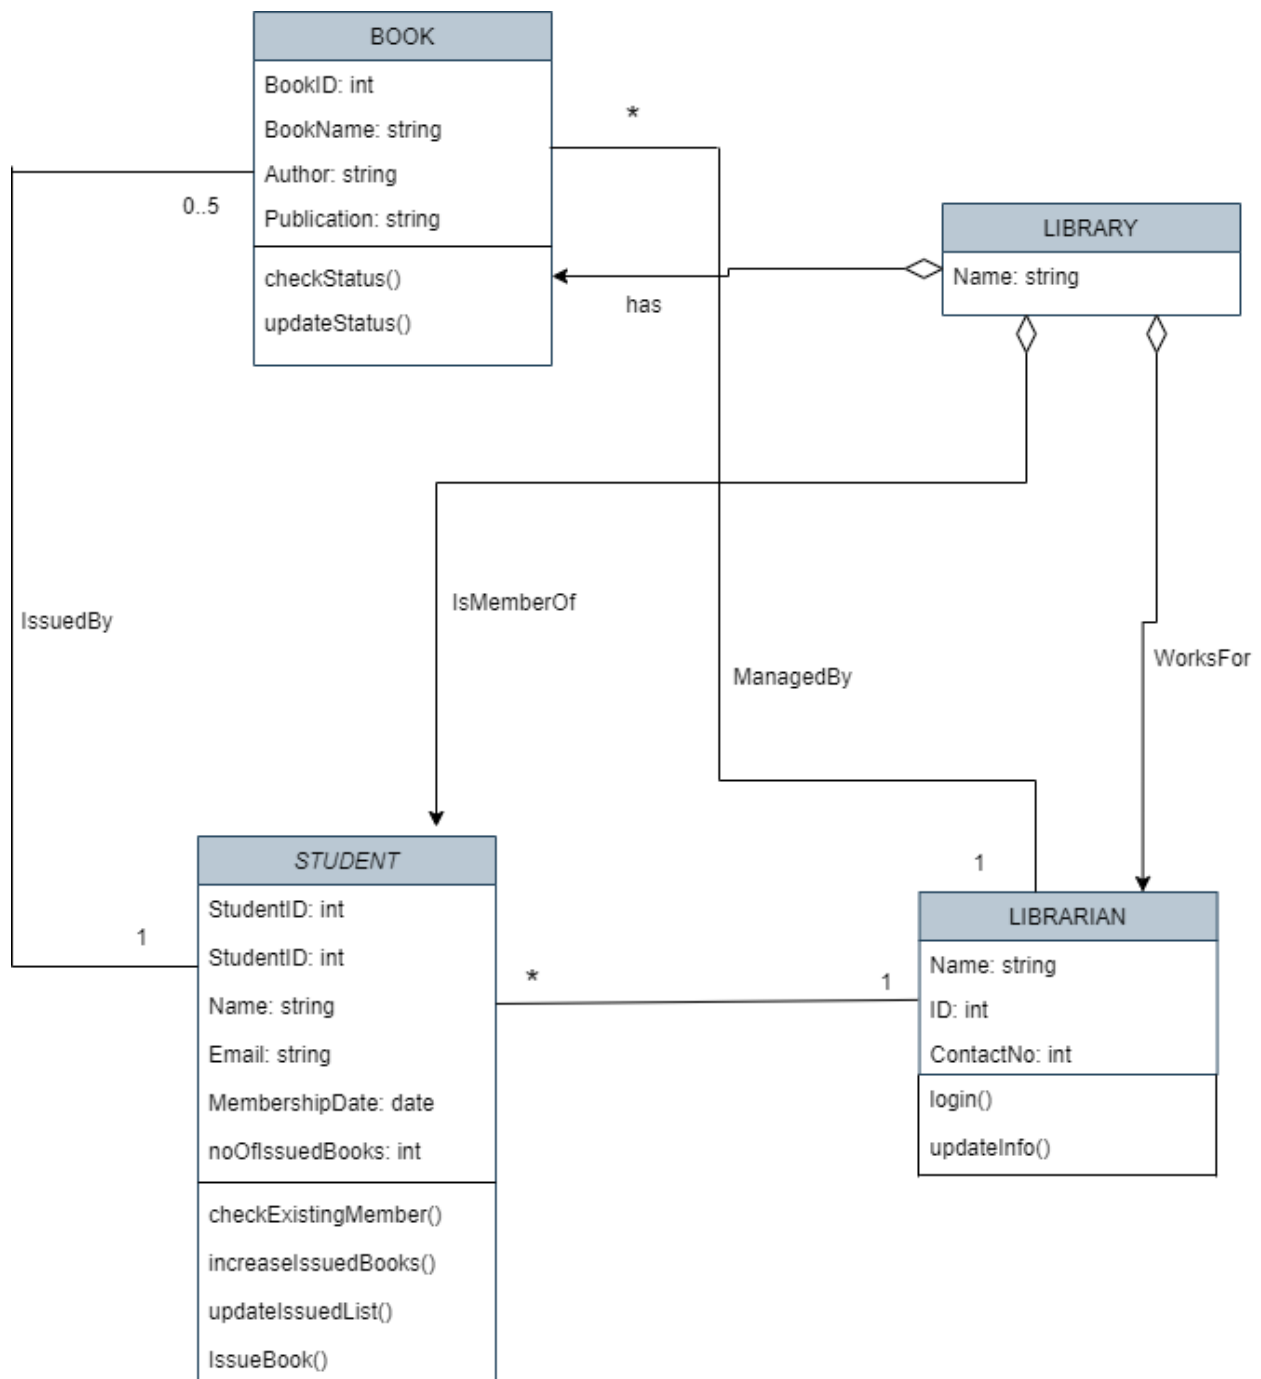 BOOK
BookID: int
BookName: string
Author: string
Publication: string
checkStatus()
updateStatus()
*
0..5
LIBRARY
Name: string
has
IssuedBy
IsMemberOf
ManagedBy
WorksFor
STUDENT
StudentID: int
StudentID: int
Name: string
Email: string
MembershipDate: date
noOfIssuedBooks: int
checkExistingMember()
increaseIssuedBooks()
updateIssuedList()
IssueBook()
1
*
1
1
LIBRARIAN
Name: string
ID: int
ContactNo: int
login()
updateInfo()